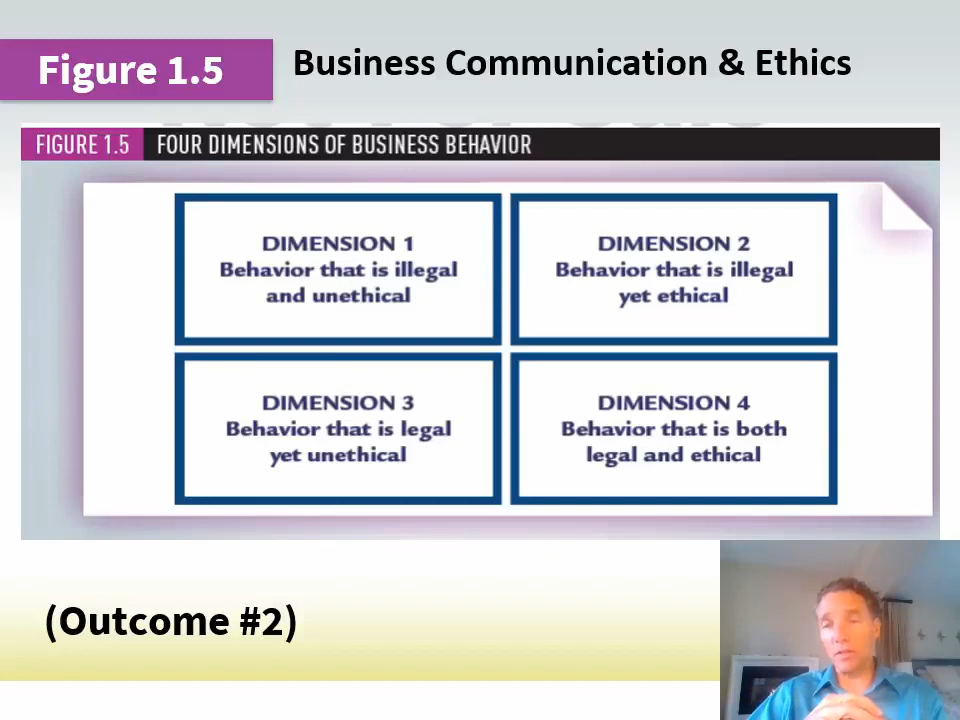 Figure 1.5
Business Communication & Ethics
FIGURE 1.5 FOUR DIMENSIONS OF BUSINESS BEHAVIOR
DIMENSION 1
Behavior that is illegal
and unethical
DIMENSION 2
Behavior that is illegal
yet ethical
DIMENSION 3
Behavior that is legal
yet unethical
DIMENSION 4
Behavior that is both
legal and ethical
(Outcome #2)